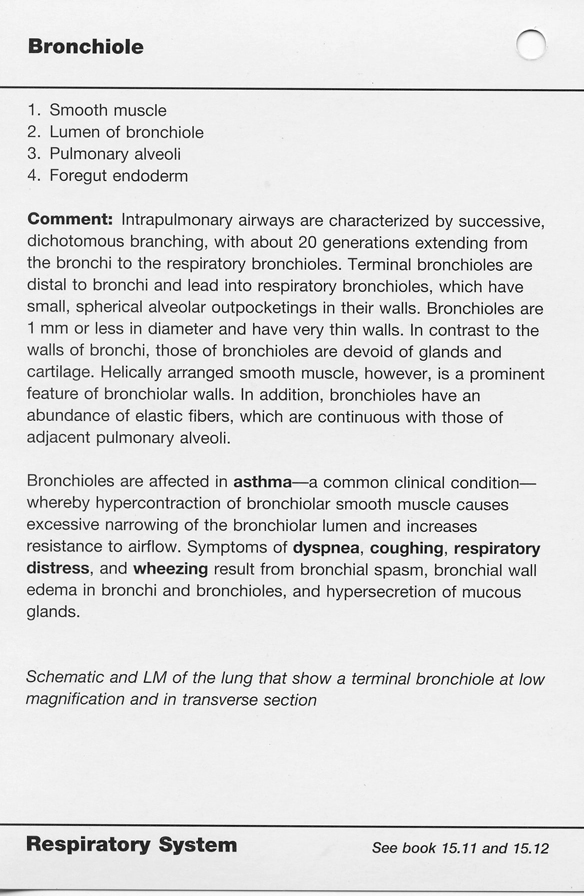 Bronchiole
1. Smooth muscle
2. Lumen of bronchiole
3. Pulmonary alveoli
4. Foregut endoderm
Comment: Intrapulmonary airways are characterized by successive,
dichotomous branching, with about 20 generations extending from
the bronchi to the respiratory bronchioles. Terminal bronchioles are
distal to bronchi and lead into respiratory bronchioles, which have
small, spherical alveolar outpocketings in their walls. Bronchioles are
1 mm or less in diameter and have very thin walls. In contrast to the
walls of bronchi, those of bronchioles are devoid of glands and
cartilage. Helically arranged smooth muscle, however, is a prominent
feature of bronchiolar walls. In addition, bronchioles have an
abundance of elastic fibers, which are continuous with those of
adjacent pulmonary alveoli.
Bronchioles are affected in asthma—a common clinical condition—
whereby hypercontraction of bronchiolar smooth muscle causes
excessive narrowing of the bronchiolar lumen and increases
resistance to airflow. Symptoms of dyspnea, coughing, respiratory
distress, and wheezing result from bronchial spasm, bronchial wall
edema in bronchi and bronchioles, and hypersecretion of mucous
glands.
Schematic and LM of the lung that show a terminal bronchiole at low
magnification and in transverse section
Respiratory System
See book 15.11 and 15.12